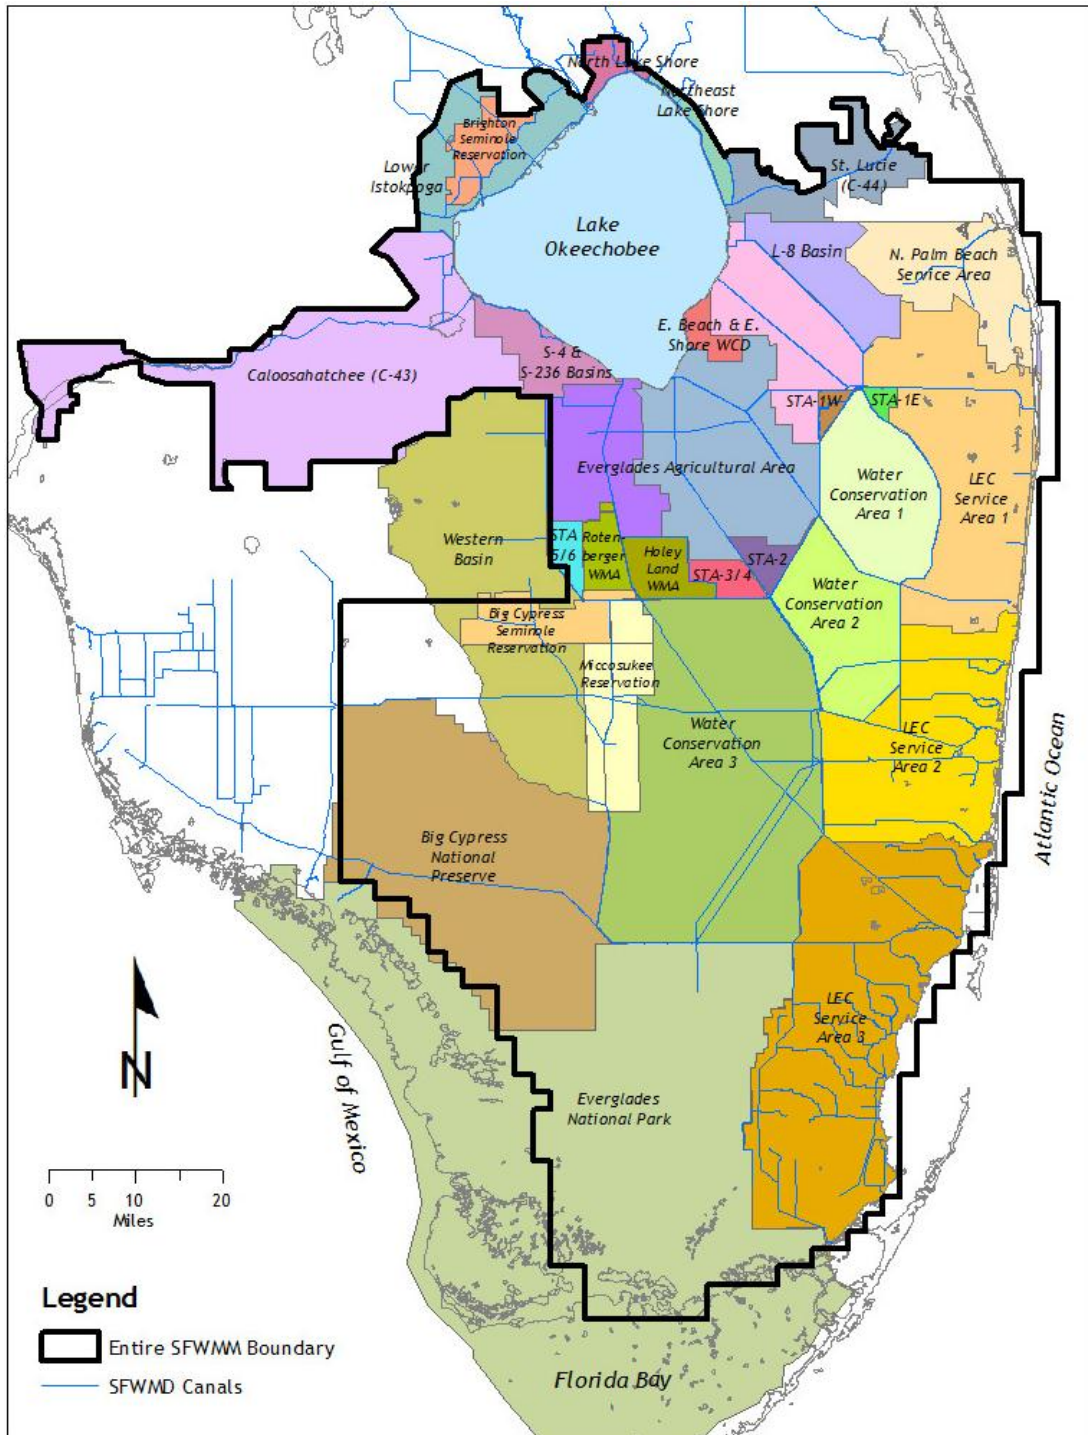 North Lake Shore
Northeast
Lake Shore
Brighton
Seminole
Reservation
Lower
Istokpoga
St. Lucie
(C-44)
Lake
Okeechobee
L-8 Basin
N. Palm Beach
Service Area
E. Beach & E.
Shore WCD
S-4 &
S-236 Basins
Caloosahatchee (C-43)
STA-1W
STA-1E
Everglades Agricultural Area
Water
Conservation
Area 1
LEC
Service
Area 1
Western
Basin
STA
5/6
Roten-
berger
WMA
Holey
Land
WMA
STA-2
STA-3/4
Water
Conservation
Area 2
Big Cypress
Seminole
Reservation
Miccosukee
Reservation
Water
Conservation
Area 3
LEC
Service
Area 2
Atlantic Ocean
Big Cypress
National
Preserve
LEC
Service
Area 3
N
Gulf of Mexico
Everglades
National Park
0 5 10 20
Miles
Legend
Entire SFWMM Boundary
SFWMD Canals
Florida Bay